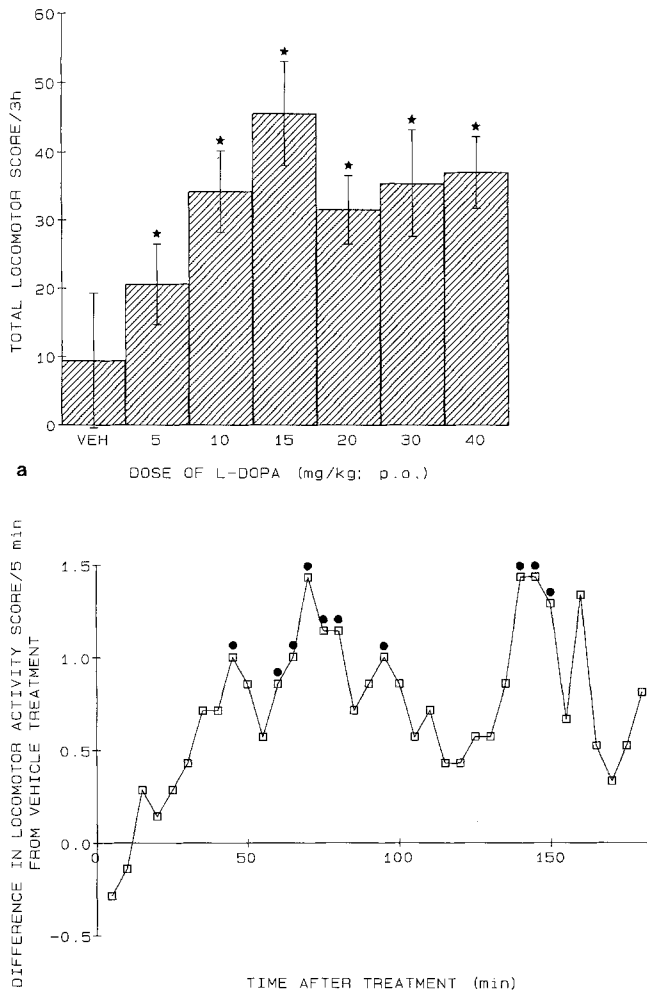 TOTAL LOCOMOTOR SCORE/3h
60
50
40
30
20
10
0
VEH 5 10 15 20 30 40
a
DOSE OF L-DOPA (mg/kg; p.o.)
DIFFERENCE IN LOCOMOTOR ACTIVITY SCORE/5 min
FROM VEHICLE TREATMENT
1.5
1.0
0.5
0.0
-0.5
0 50 100 150
TIME AFTER TREATMENT (min)